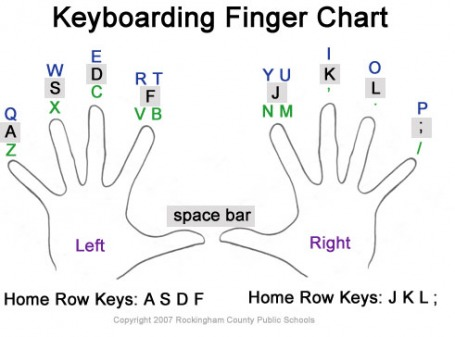 Keyboarding Finger Chart
Q
A
Z
W
S
X
E
D
C
R T
F
V B
Y U
J
N M
I
K
'
O
L
.
P
;
/
space bar
Left
Right
Home Row Keys: A S D F
Home Row Keys: J K L ;
Copyright 2007 Rockingham County Public Schools